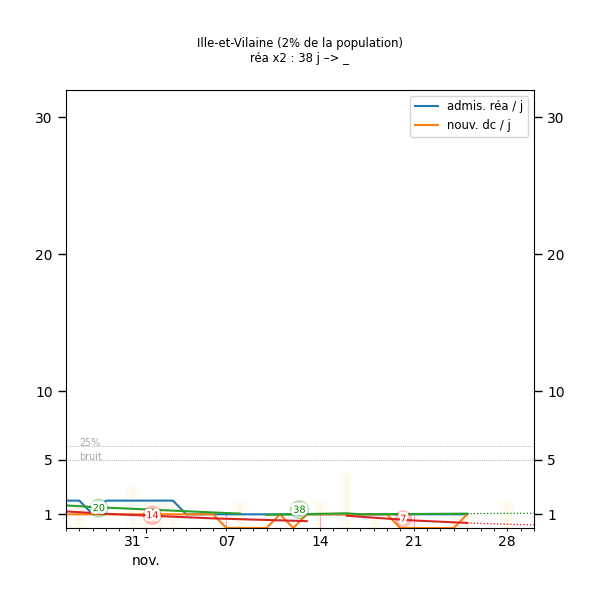 Ille-et-Vilaine (2% de la population)
réa x2 : 38 j –> _
admis. réa / j
nouv. dc / j
30 30
20 20
10 10
25%
5 bruit 5
20 38
1 14 7 1
31 - 07 14 21 28
nov.